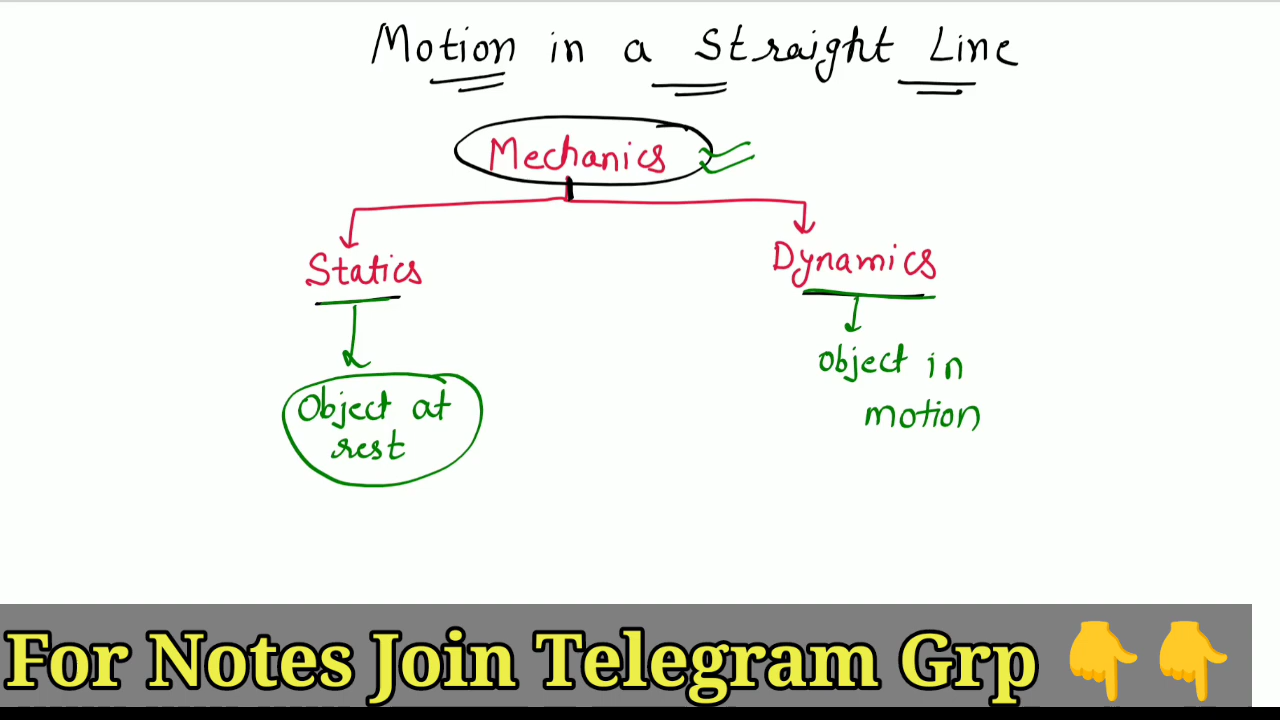 Motion in a Straight Line
Mechanics
Statics
Dynamics
Object at
rest
object in
motion
For Notes Join Telegram Grp 👇👇